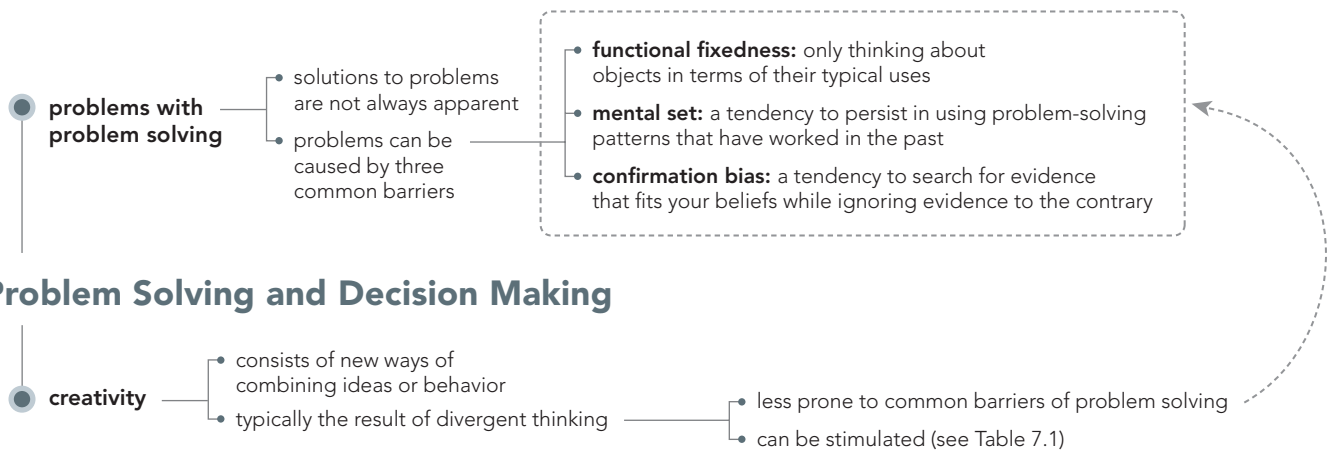 problems with
problem solving
solutions to problems
are not always apparent
problems can be
caused by three
common barriers
functional fixedness: only thinking about
objects in terms of their typical uses
mental set: a tendency to persist in using problem-solving
patterns that have worked in the past
confirmation bias: a tendency to search for evidence
that fits your beliefs while ignoring evidence to the contrary
Problem Solving and Decision Making
creativity
consists of new ways of
combining ideas or behavior
typically the result of divergent thinking
less prone to common barriers of problem solving
can be stimulated (see Table 7.1)